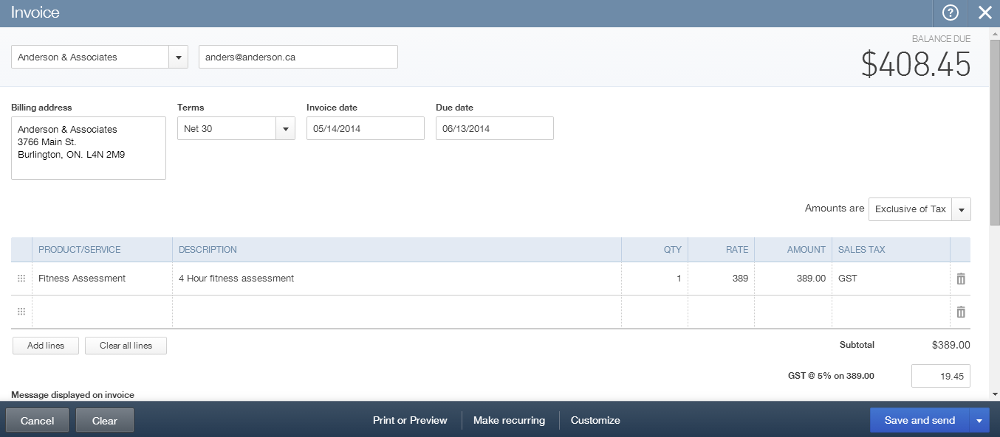 Invoice
BALANCE DUE
$408.45
Anderson & Associates
anders@anderson.ca
Billing address
Terms
Invoice date
Due date
Anderson & Associates
3766 Main St.
Burlington, ON. L4N 2M9
Net 30
05/14/2014
06/13/2014
Amounts are Exclusive of Tax
PRODUCT/SERVICE DESCRIPTION QTY RATE AMOUNT SALES TAX
Fitness Assessment 4 Hour fitness assessment 1 389 389.00 GST
Add lines Clear all lines
Subtotal $389.00
GST @ 5% on 389.00 19.45
Message displayed on invoice
Cancel Clear Print or Preview Make recurring Customize Save and send